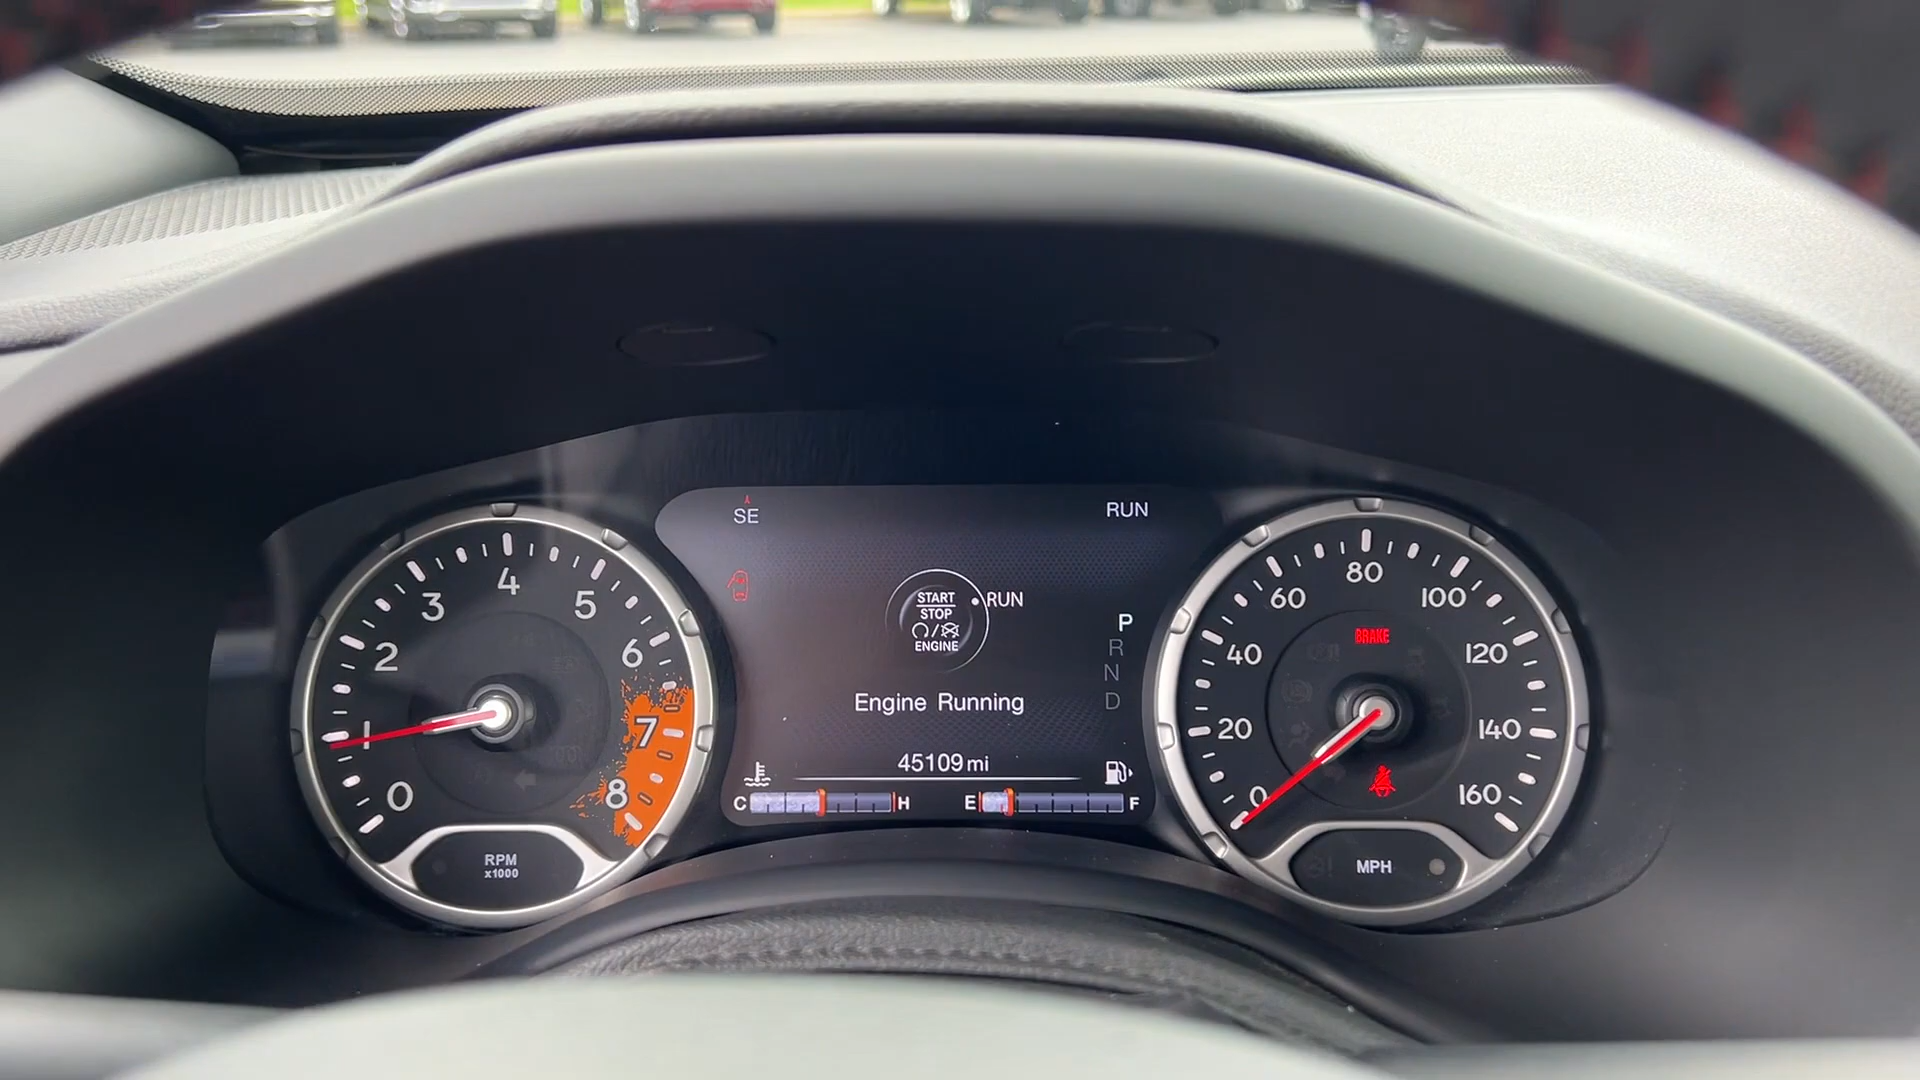 SE
RUN
START
STOP
ENGINE
RUN
Engine Running
45109 mi
C
H
E
F
P
R
N
D
0
1
2
3
4
5
6
7
8
RPM
x1000
0
20
40
60
80
100
120
140
160
BRAKE
MPH